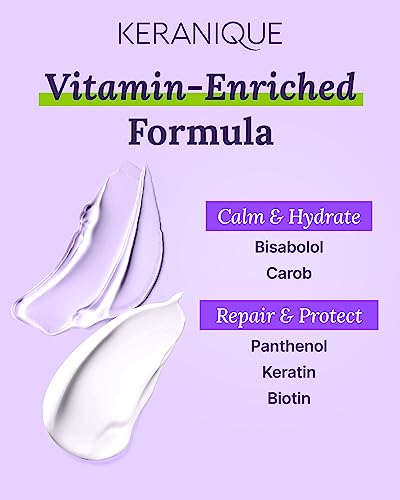 KERANIQUE
Vitamin-Enriched
Formula
Calm & Hydrate
Bisabolol
Carob
Repair & Protect
Panthenol
Keratin
Biotin